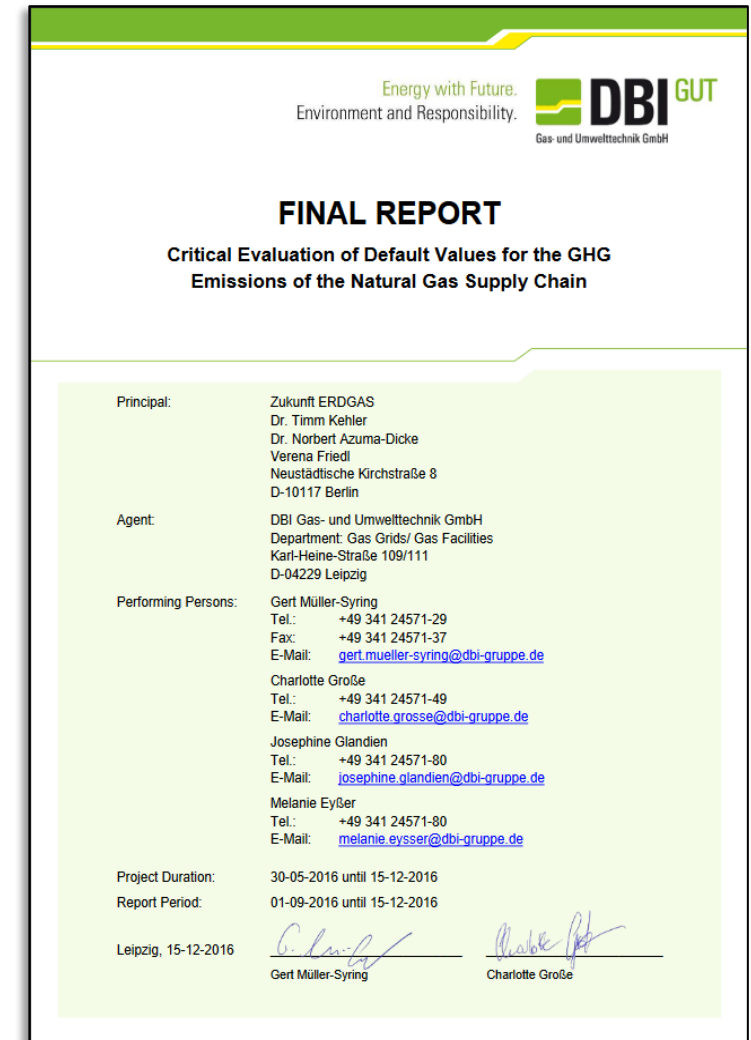 Energy with Future.
Environment and Responsibility.
DBI GUT
Gas- und Umwelttechnik GmbH
FINAL REPORT
Critical Evaluation of Default Values for the GHG
Emissions of the Natural Gas Supply Chain
Principal: Zukunft ERDGAS
Dr. Timm Kehler
Dr. Norbert Azuma-Dicke
Verena Friedl
Neustädtische Kirchstraße 8
D-10117 Berlin
Agent: DBI Gas- und Umwelttechnik GmbH
Department: Gas Grids/ Gas Facilities
Karl-Heine-Straße 109/111
D-04229 Leipzig
Performing Persons: Gert Müller-Syring
Tel.: +49 341 24571-29
Fax: +49 341 24571-37
E-Mail: gert.mueller-syring@dbi-gruppe.de
Charlotte Große
Tel.: +49 341 24571-49
E-Mail: charlotte.grosse@dbi-gruppe.de
Josephine Glandien
Tel.: +49 341 24571-80
E-Mail: josephine.glandien@dbi-gruppe.de
Melanie Eyßer
Tel.: +49 341 24571-80
E-Mail: melanie.eysser@dbi-gruppe.de
Project Duration: 30-05-2016 until 15-12-2016
Report Period: 01-09-2016 until 15-12-2016
Leipzig, 15-12-2016
Gert Müller-Syring Charlotte Große